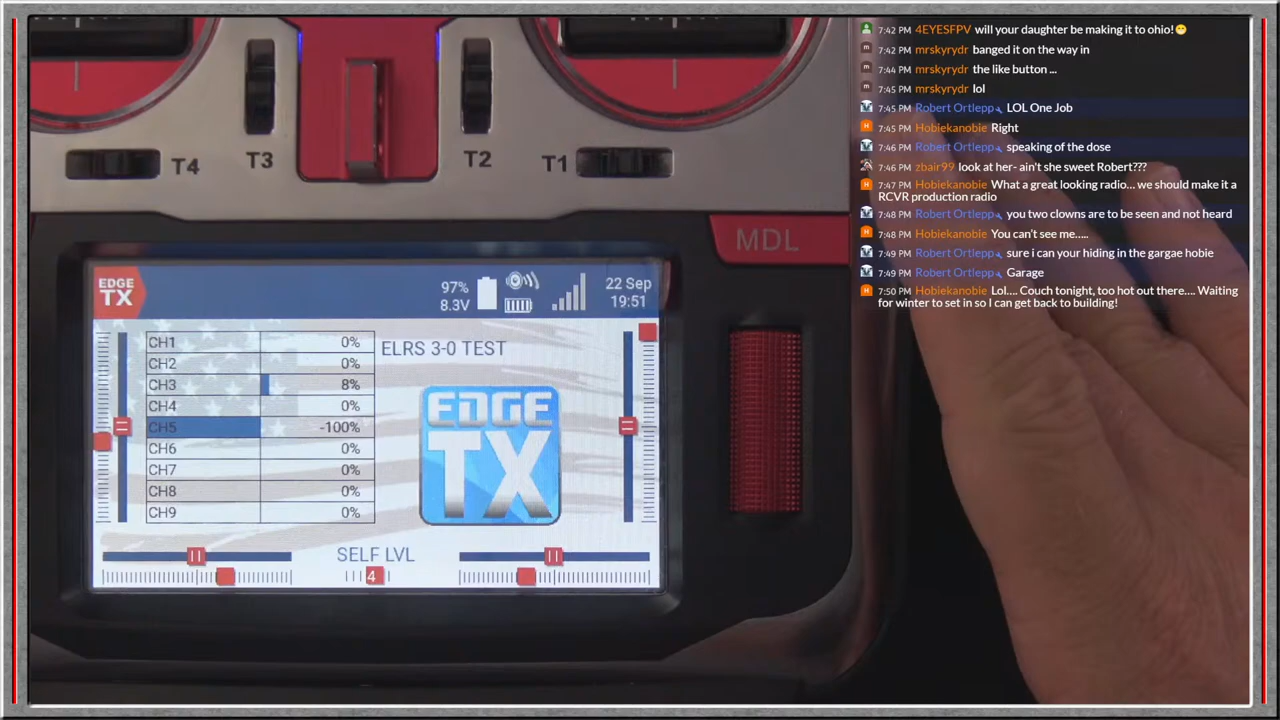 T4
T3
T2
T1
MDL
EDGE
TX
97%
8.3V
22 Sep
19:51
CH1 0%
CH2 0%
CH3 8%
CH4 0%
CH5 -100%
CH6 0%
CH7 0%
CH8 0%
CH9 0%
ELRS 3-0 TEST
EDGE
TX
SELF LVL
4
7:42 PM 4EYESFPV will your daughter be making it to ohio!😁
m 7:42 PM mrskyrydr banged it on the way in
m 7:44 PM mrskyrydr the like button ...
m 7:45 PM mrskyrydr lol
7:45 PM Robert Ortlepp LOL One Job
H 7:45 PM Hobiekanobie Right
7:46 PM Robert Ortlepp speaking of the dose
7:46 PM zbair99 look at her- ain't she sweet Robert???
H 7:47 PM Hobiekanobie What a great looking radio... we should make it a
RCVR production radio
7:48 PM Robert Ortlepp you two clowns are to be seen and not heard
H 7:48 PM Hobiekanobie You can't see me.....
7:49 PM Robert Ortlepp sure i can your hiding in the gargae hobie
7:49 PM Robert Ortlepp Garage
H 7:50 PM Hobiekanobie Lol.... Couch tonight, too hot out there.... Waiting
for winter to set in so I can get back to building!